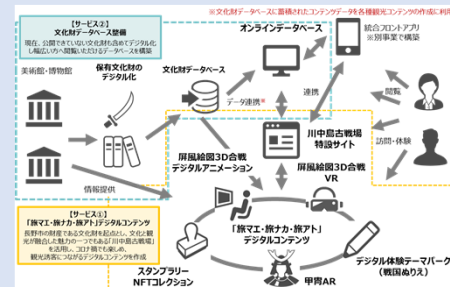 ※文化財データベースに蓄積されたコンテンツデータを各種観光コンテンツの作成に利用
【サービス②】
文化財データベース整備
現在、公開できていない文化財も含めてデジタル化
し幅広い方へ閲覧いただけるデータベースを構築
オンラインデータベース
統合フロントアプリ
※別事業で構築
美術館・博物館
保有文化財の
デジタル化
文化財データベース
データ連携※
連携
閲覧
川中島古戦場
特設サイト
訪問・体験
屏風絵図3D合戦
デジタルアニメーション
屏風絵図3D合戦
VR
情報提供
【サービス①】
「旅マエ・旅ナカ・旅アト」デジタルコンテンツ
長野市の財産である文化財を起点とし、文化と観
光が融合した魅力の一つでもある「川中島古戦場」
を活用し、コロナ禍でも楽しめ、
観光誘客につながるデジタルコンテンツを作成
「旅マエ・旅ナカ・旅アト」
デジタルコンテンツ
スタンプラリー
NFTコレクション
甲冑AR
デジタル体験テーマパーク
（戦国ぬりえ）